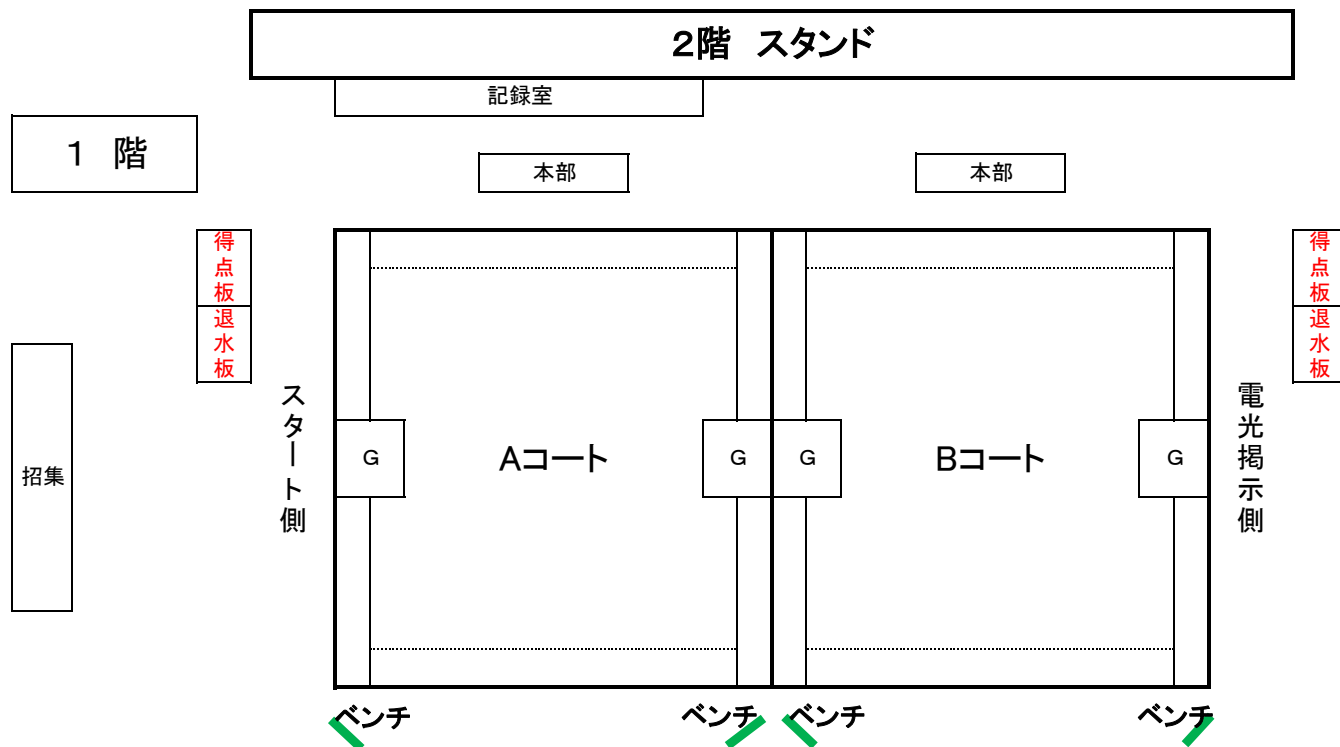 ２階　スタンド
記録室
１　階
本部
本部
得点板
退水板
得点板
退水板
スタート側
電光掲示側
招集
G
Aコート
G
G
Bコート
G
ベンチ
ベンチ
ベンチ
ベンチ